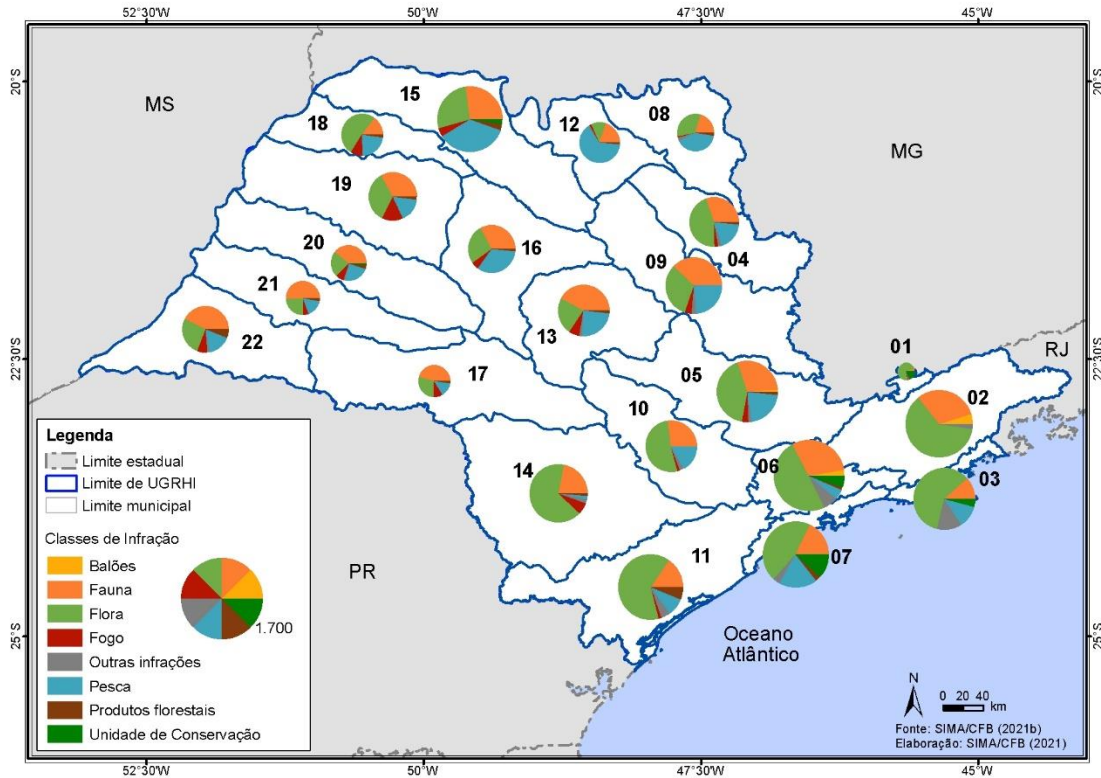 52°30'W 50°W 47°30'W 45°W
20°S 20°S
MS
15
18
12
08
MG
19
20
16
09
04
21
13
22
22°30'S 22°30'S
17
01
RJ
05
02
10
06
03
14
07
11
PR
Oceano
Atlântico
25°S 25°S
Legenda
Limite estadual
Limite de UGRHI
Limite municipal
Classes de Infração
Balões
Fauna
Flora
Fogo
Outras infrações
Pesca
Produtos florestais
Unidade de Conservação
1.700
N
0 20 40
km
Fonte: SIMA/CFB (2021b)
Elaboração: SIMA/CFB (2021)
52°30'W 50°W 47°30'W 45°W